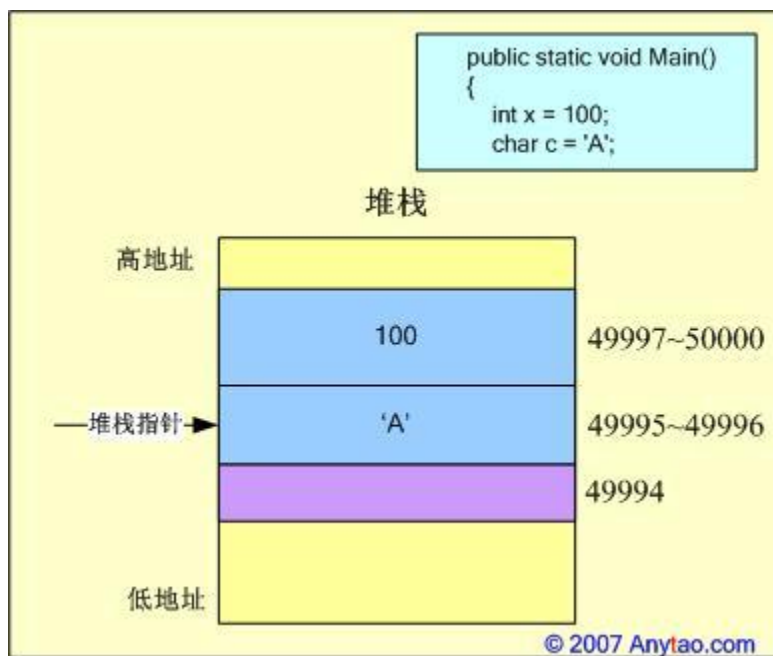 public static void Main()
{
int x = 100;
char c = 'A';
堆栈
高地址
100
49997~50000
堆栈指针
‘A’
49995~49996
49994
低地址
© 2007 Anytao.com